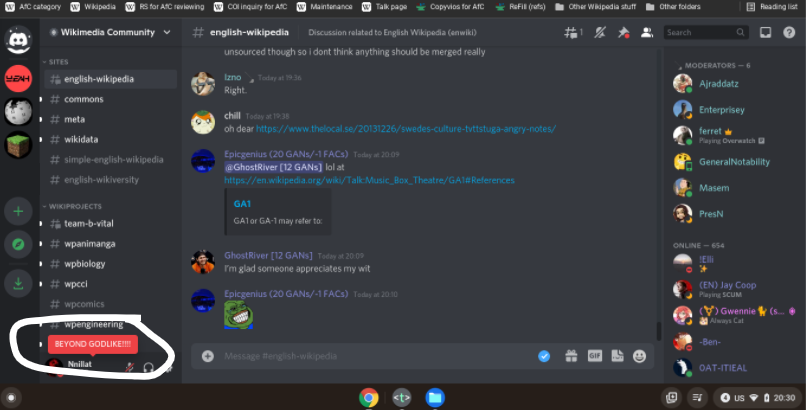 AfC category
Wikipedia
RS for AfC reviewing
COI inquiry for AfC
Maintenance
Talk page
Copyvios for AfC
ReFill (refs)
Other Wikipedia stuff
Other folders
Reading list
Wikimedia Community
# english-wikipedia
Discussion related to English Wikipedia (enwiki)
1
Search
SITES
english-wikipedia
# commons
# meta
# wikidata
# simple-english-wikipedia
# english-wikiversity
WIKIPROJECTS
team-b-vital
# wpanimanga
# wpbiology
# wpcci
# wpcomics
# wpengineering
BEYOND GODLIKE!!!!
Nnillat
YENH
unsourced though so i dont think anything should be merged really
Izno Today at 19:36
Right.
chill Today at 19:38
oh dear https://www.thelocal.se/20131226/swedes-culture-tvttstuga-angry-notes/
Epicgenius (20 GANs/-1 FACs) Today at 20:09
@GhostRiver [12 GANs] lol at
https://en.wikipedia.org/wiki/Talk:Music_Box_Theatre/GA1#References
GA1
GA1 or GA-1 may refer to:
GhostRiver [12 GANs] Today at 20:09
I'm glad someone appreciates my wit
Epicgenius (20 GANs/-1 FACs) Today at 20:10
Message #english-wikipedia
GIF
MODERATORS — 6
Ajraddatz
Enterprisey
ferret
Playing Overwatch
GeneralNotability
Masem
PresN
ONLINE — 654
!Elli
(EN) Jay Coop
Playing SCUM
Gwennie (s...
Always Cat
-Ben-
0AT-ITIEAL
<t>
4 US
20:30